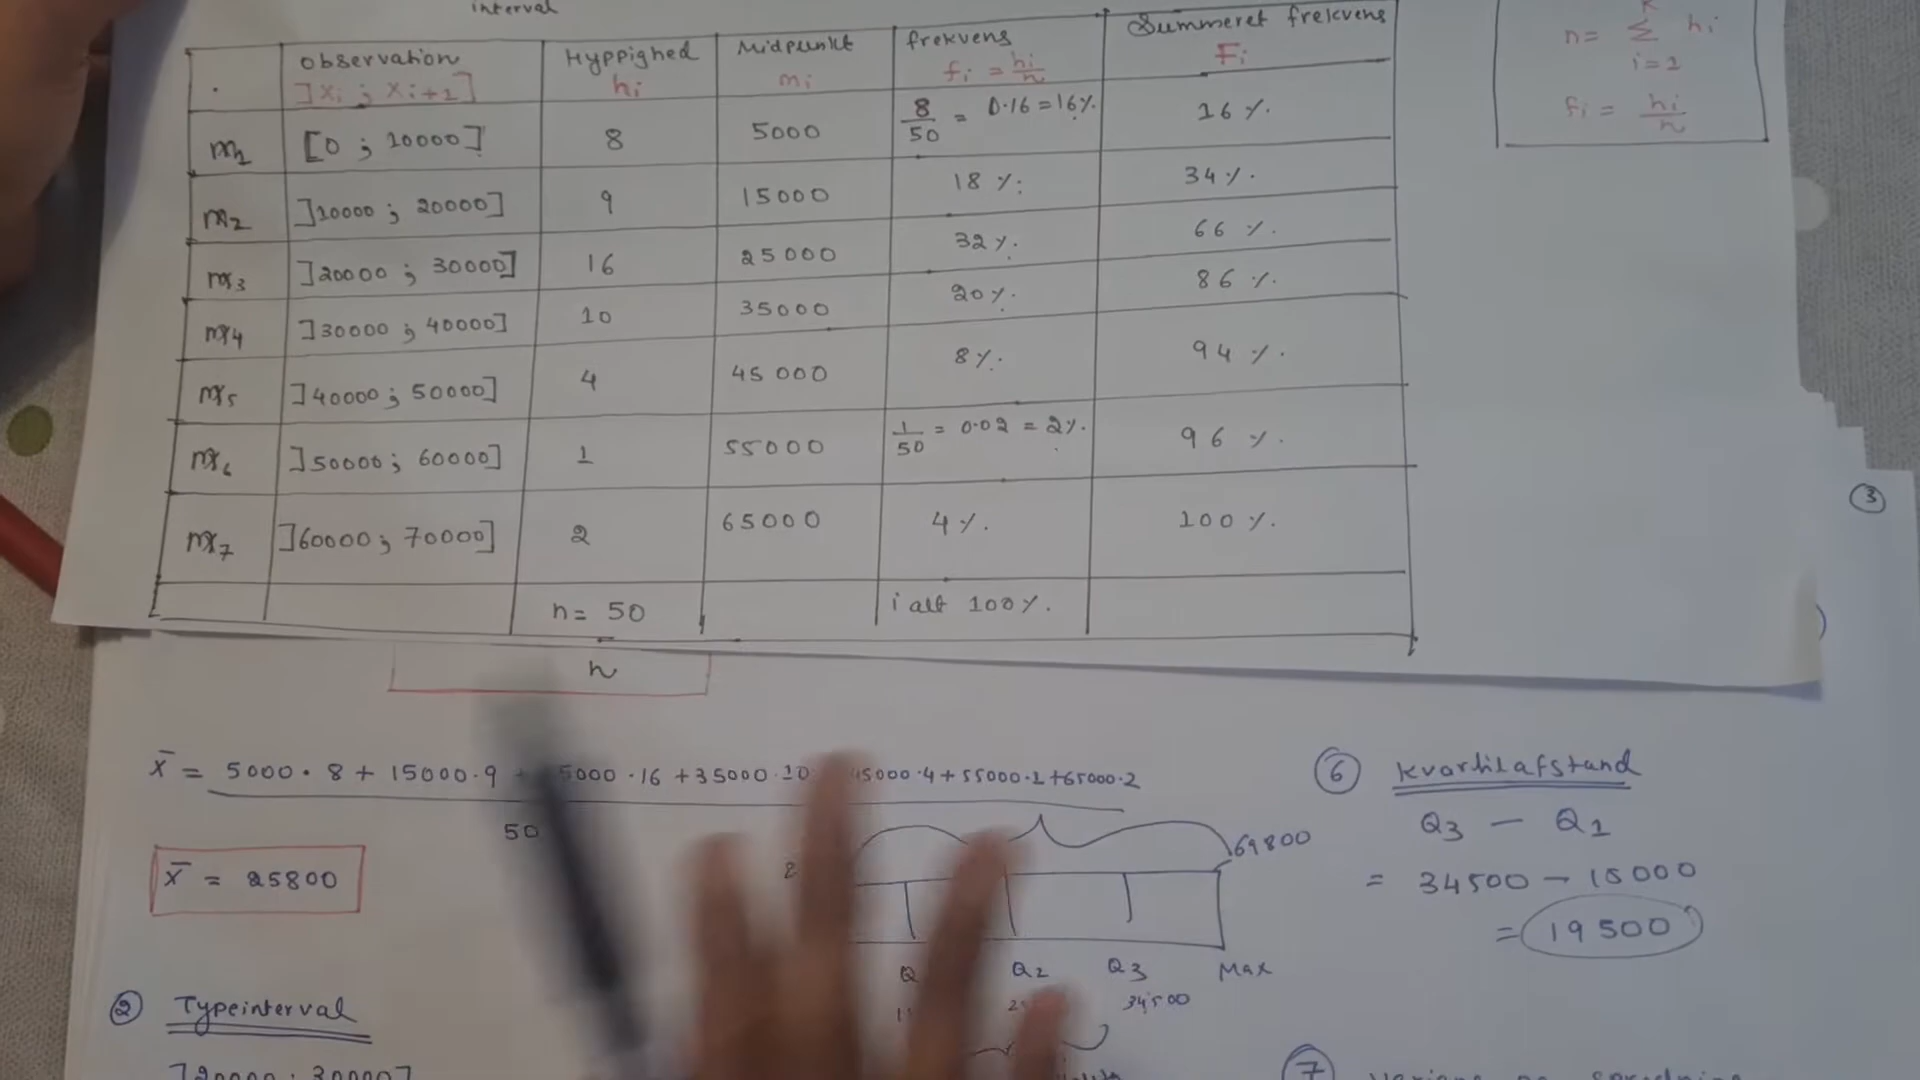 interval
observation
]xi ; xi+1]
Hyppighed
hi
Midpunkt
mi
frekvens
fi = hi/n
Summeret frekvens
Fi
m1 [0 ; 10000] 8 5000 8/50 = 0.16 = 16% 16%
m2 ]10000 ; 20000] 9 15000 18% 34%
m3 ]20000 ; 30000] 16 25000 32% 66%
m4 ]30000 ; 40000] 10 35000 20% 86%
m5 ]40000 ; 50000] 4 45000 8% 94%
m6 ]50000 ; 60000] 1 55000 1/50 = 0.02 = 2% 96%
m7 ]60000 ; 70000] 2 65000 4% 100%
n = 50 i alt 100%
n = Σ hi
i=1
fi = hi/n
3
n
x̄ = 5000·8 + 15000·9 5000·16 + 35000·10 45000·4 + 55000·1 + 65000·2
50
x̄ = 25800
69800
Q2 Q3 Max
34500
6 Kvartilafstand
Q3 — Q1
= 34500 — 15000
= 19500
2 Typeinterval
]20000 ; 30000]
7